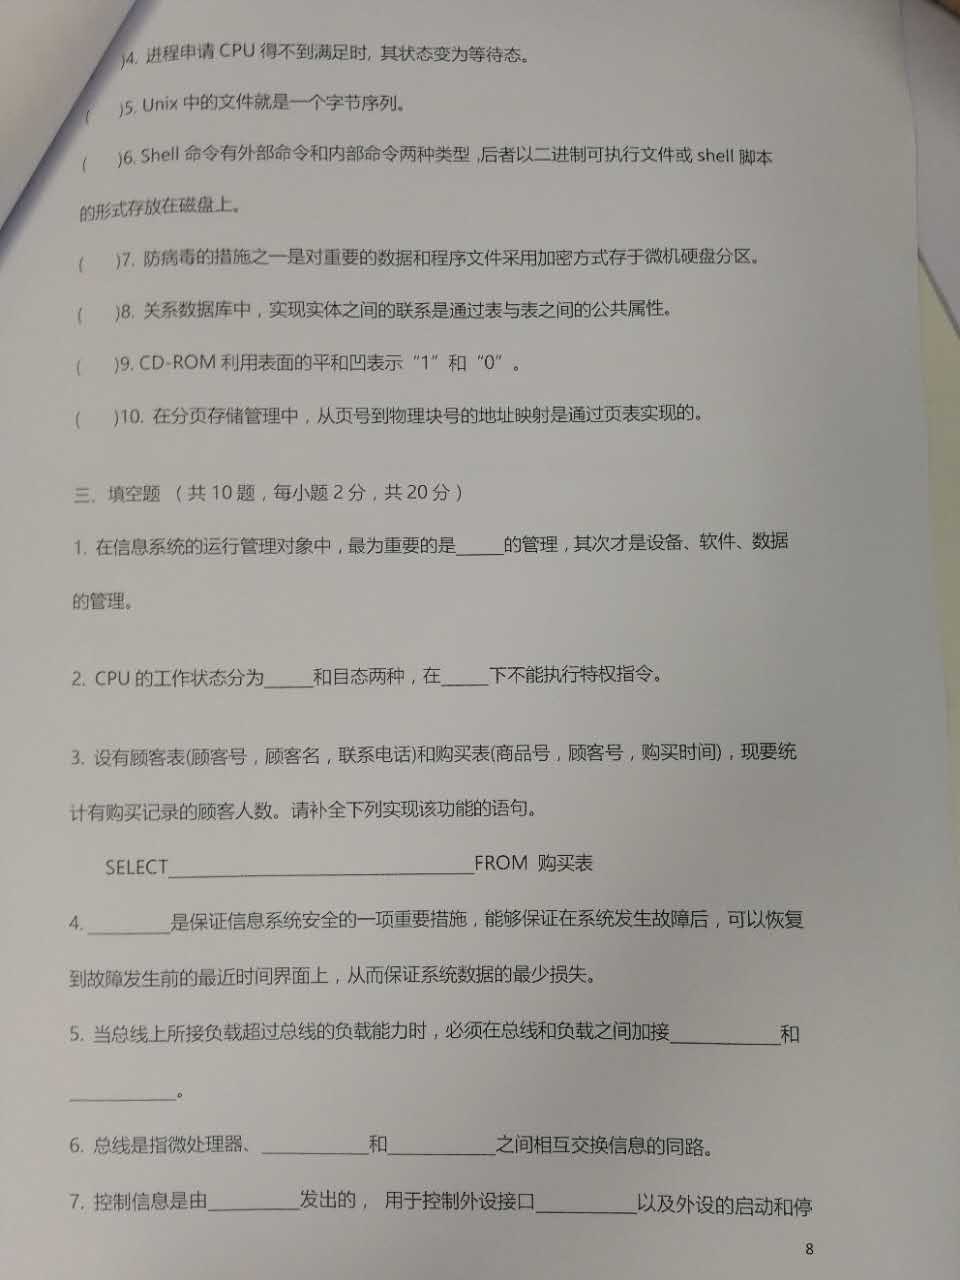 )4. 进程申请 CPU 得不到满足时, 其状态变为等待态。
( )5. Unix 中的文件就是一个字节序列。
( )6. Shell 命令有外部命令和内部命令两种类型,后者以二进制可执行文件或 shell 脚本
的形式存放在磁盘上。
( )7. 防病毒的措施之一是对重要的数据和程序文件采用加密方式存于微机硬盘分区。
( )8. 关系数据库中，实现实体之间的联系是通过表与表之间的公共属性。
( )9. CD-ROM 利用表面的平和凹表示“1”和“0”。
( )10. 在分页存储管理中，从页号到物理块号的地址映射是通过页表实现的。
三. 填空题 （共 10 题，每小题 2 分，共 20 分）
1. 在信息系统的运行管理对象中，最为重要的是_____的管理，其次才是设备、软件、数据
的管理。
2. CPU 的工作状态分为_____和目态两种，在_____下不能执行特权指令。
3. 设有顾客表(顾客号，顾客名，联系电话)和购买表(商品号，顾客号，购买时间)，现要统
计有购买记录的顾客人数。请补全下列实现该功能的语句。
SELECT______________________________FROM 购买表
4. ________是保证信息系统安全的一项重要措施，能够保证在系统发生故障后，可以恢复
到故障发生前的最近时间界面上，从而保证系统数据的最少损失。
5. 当总线上所接负载超过总线的负载能力时，必须在总线和负载之间加接___________和
___________。
6. 总线是指微处理器、___________和___________之间相互交换信息的同路。
7. 控制信息是由_________发出的， 用于控制外设接口__________以及外设的启动和停
8